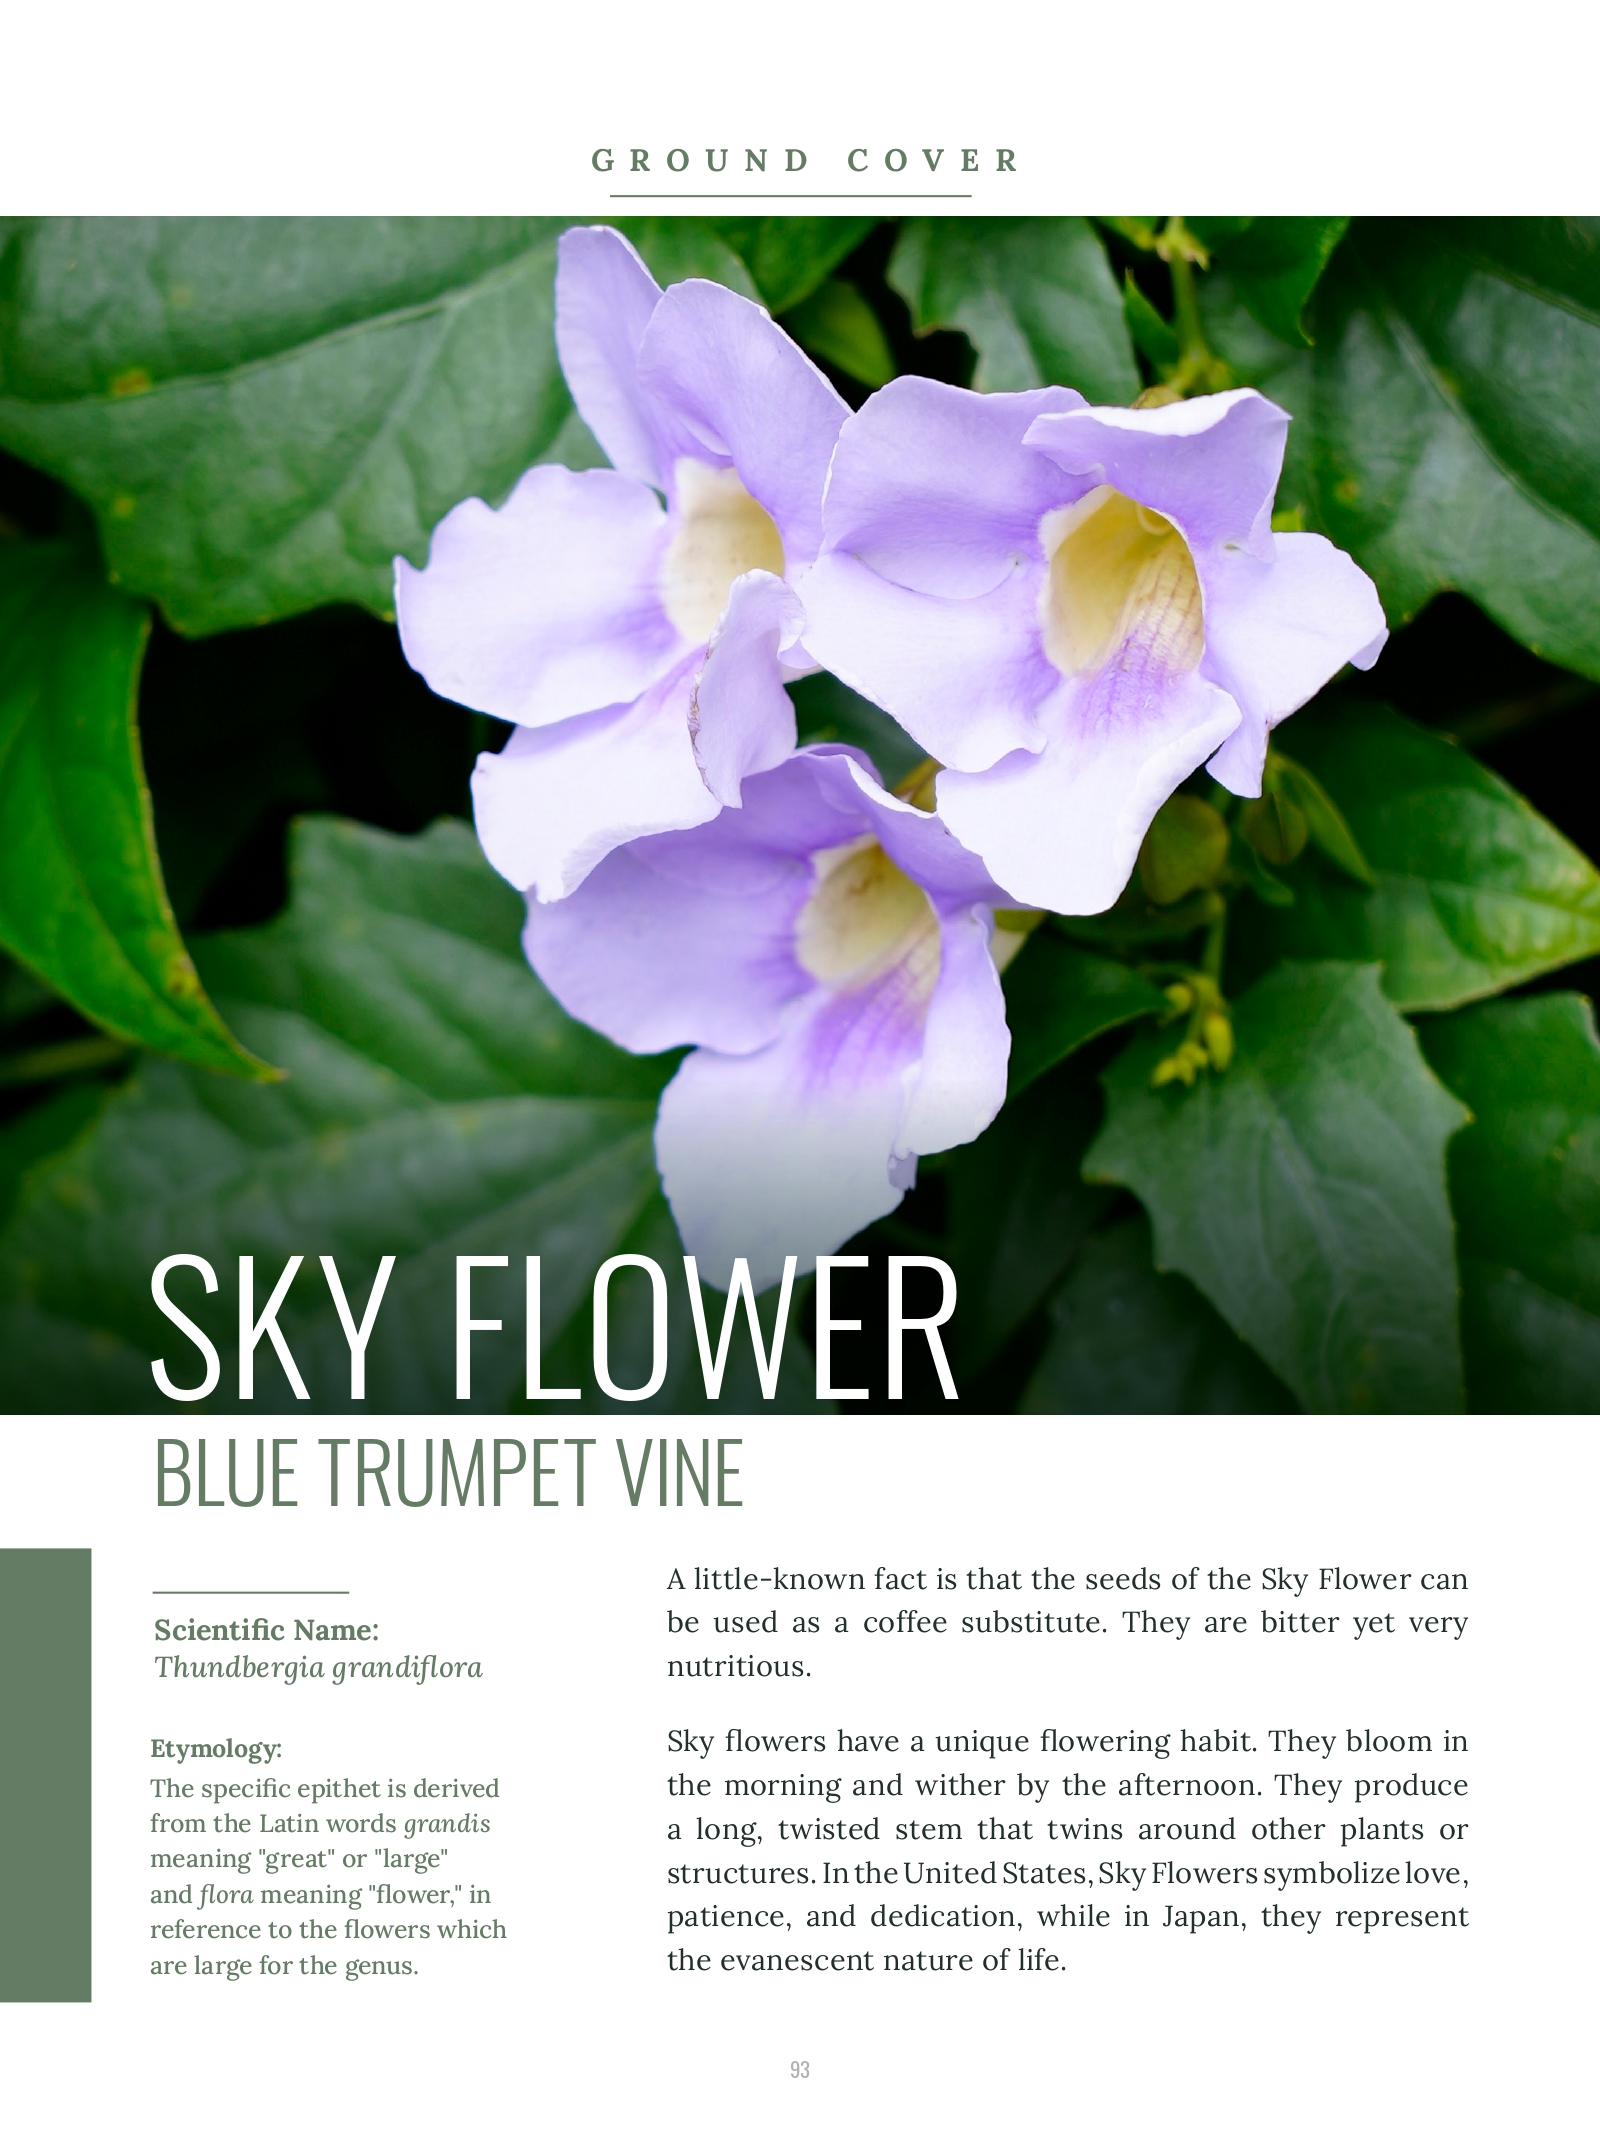 GROUND COVER
SKY FLOWER
BLUE TRUMPET VINE
Scientific Name:
Thundbergia grandiflora
Etymology:
The specific epithet is derived
from the Latin words grandis
meaning "great" or "large"
and flora meaning "flower," in
reference to the flowers which
are large for the genus.
A little-known fact is that the seeds of the Sky Flower can
be used as a coffee substitute. They are bitter yet very
nutritious.
Sky flowers have a unique flowering habit. They bloom in
the morning and wither by the afternoon. They produce
a long, twisted stem that twins around other plants or
structures. In the United States, Sky Flowers symbolize love,
patience, and dedication, while in Japan, they represent
the evanescent nature of life.
93